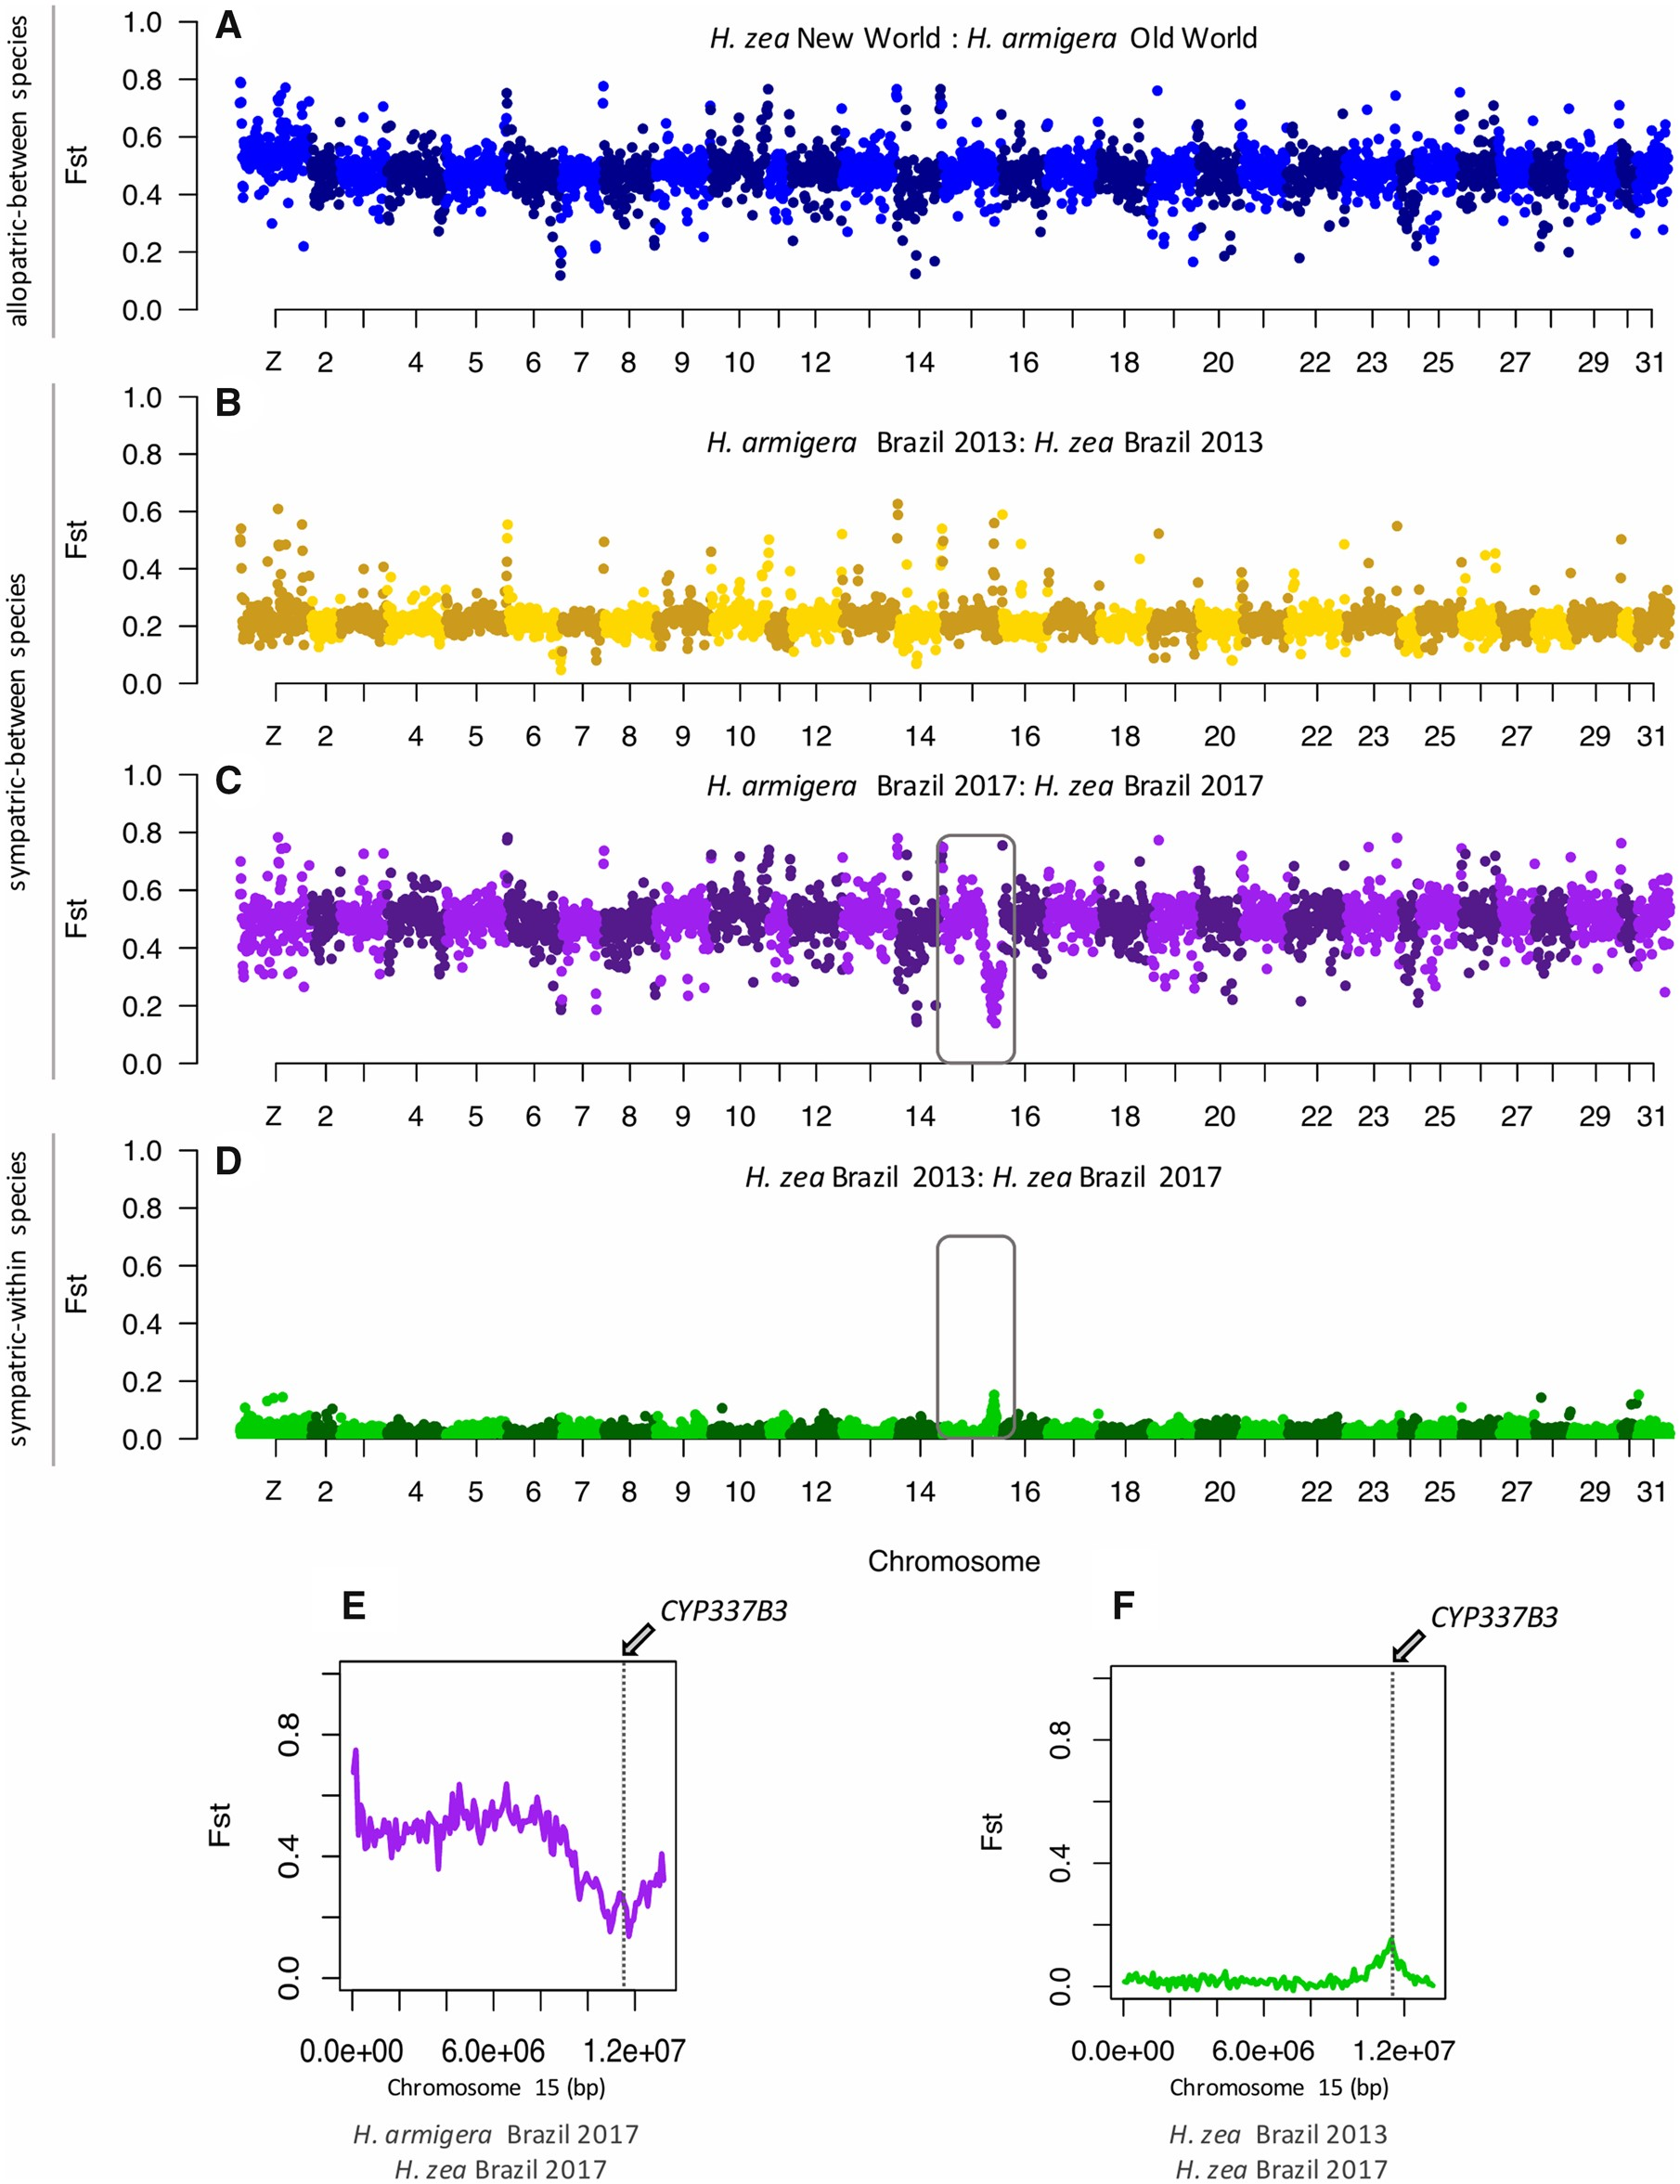 allopatric-between species
A
H. zea New World : H. armigera Old World
Fst
1.0
0.8
0.6
0.4
0.2
0.0
Z 2 4 5 6 7 8 9 10 12 14 16 18 20 22 23 25 27 29 31
sympatric-between species
B
H. armigera Brazil 2013: H. zea Brazil 2013
Fst
1.0
0.8
0.6
0.4
0.2
0.0
Z 2 4 5 6 7 8 9 10 12 14 16 18 20 22 23 25 27 29 31
C
H. armigera Brazil 2017: H. zea Brazil 2017
Fst
1.0
0.8
0.6
0.4
0.2
0.0
Z 2 4 5 6 7 8 9 10 12 14 16 18 20 22 23 25 27 29 31
sympatric-within species
D
H. zea Brazil 2013: H. zea Brazil 2017
Fst
1.0
0.8
0.6
0.4
0.2
0.0
Z 2 4 5 6 7 8 9 10 12 14 16 18 20 22 23 25 27 29 31
Chromosome
E
CYP337B3
Fst
0.8
0.4
0.0
0.0e+00 6.0e+06 1.2e+07
Chromosome 15 (bp)
H. armigera Brazil 2017
H. zea Brazil 2017
F
CYP337B3
Fst
0.8
0.4
0.0
0.0e+00 6.0e+06 1.2e+07
Chromosome 15 (bp)
H. zea Brazil 2013
H. zea Brazil 2017